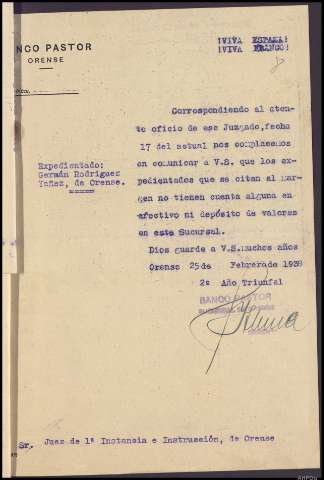 ¡VIVA ESPAÑA!
¡VIVA FRANCO!
NCO PASTOR
ORENSE
Correspondiendo al aten-
to oficio de ese Juzgado,fecha
17 del actual nos complacemos
en comunicar a V.S. que los ex-
pedientados que se citan al mar-
gen no tienen cuenta alguna en
efectivo ni depósito de valores
en esta Sucursal.
Expedientado:
Germán Rodríguez
Yañez, de Orense.
Dios guarde a V.S.muchos años
Orense 25 de Febrero de 1938
2º Año Triunfal
BANCO PASTOR
Sr. Juez de 1ª Instancia e Instrucción, de Orense